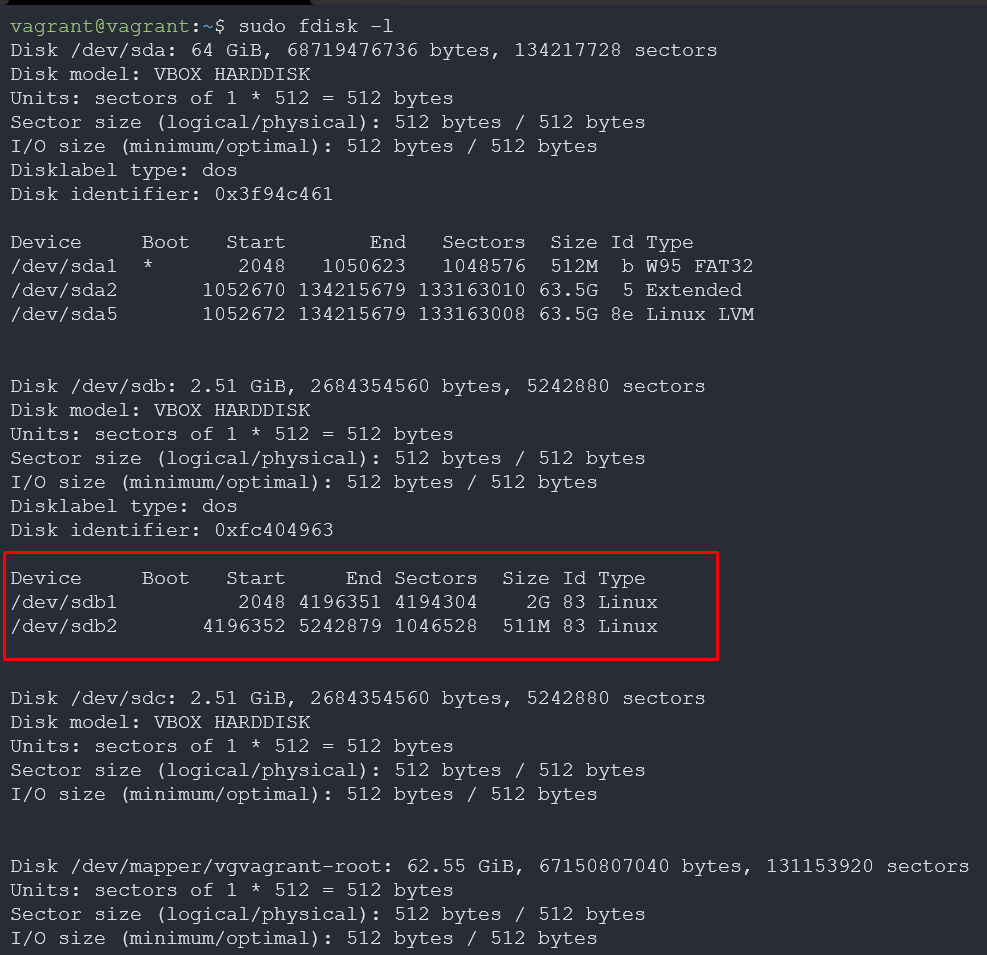 vagrant@vagrant:~$ sudo fdisk -l
Disk /dev/sda: 64 GiB, 68719476736 bytes, 134217728 sectors
Disk model: VBOX HARDDISK
Units: sectors of 1 * 512 = 512 bytes
Sector size (logical/physical): 512 bytes / 512 bytes
I/O size (minimum/optimal): 512 bytes / 512 bytes
Disklabel type: dos
Disk identifier: 0x3f94c461
Device     Boot   Start       End   Sectors  Size Id Type
/dev/sda1  *       2048   1050623   1048576  512M  b W95 FAT32
/dev/sda2       1052670 134215679 133163010 63.5G  5 Extended
/dev/sda5       1052672 134215679 133163008 63.5G 8e Linux LVM
Disk /dev/sdb: 2.51 GiB, 2684354560 bytes, 5242880 sectors
Disk model: VBOX HARDDISK
Units: sectors of 1 * 512 = 512 bytes
Sector size (logical/physical): 512 bytes / 512 bytes
I/O size (minimum/optimal): 512 bytes / 512 bytes
Disklabel type: dos
Disk identifier: 0xfc404963
Device     Boot   Start     End Sectors  Size Id Type
/dev/sdb1          2048 4196351 4194304    2G 83 Linux
/dev/sdb2       4196352 5242879 1046528  511M 83 Linux
Disk /dev/sdc: 2.51 GiB, 2684354560 bytes, 5242880 sectors
Disk model: VBOX HARDDISK
Units: sectors of 1 * 512 = 512 bytes
Sector size (logical/physical): 512 bytes / 512 bytes
I/O size (minimum/optimal): 512 bytes / 512 bytes
Disk /dev/mapper/vgvagrant-root: 62.55 GiB, 67150807040 bytes, 131153920 sectors
Units: sectors of 1 * 512 = 512 bytes
Sector size (logical/physical): 512 bytes / 512 bytes
I/O size (minimum/optimal): 512 bytes / 512 bytes